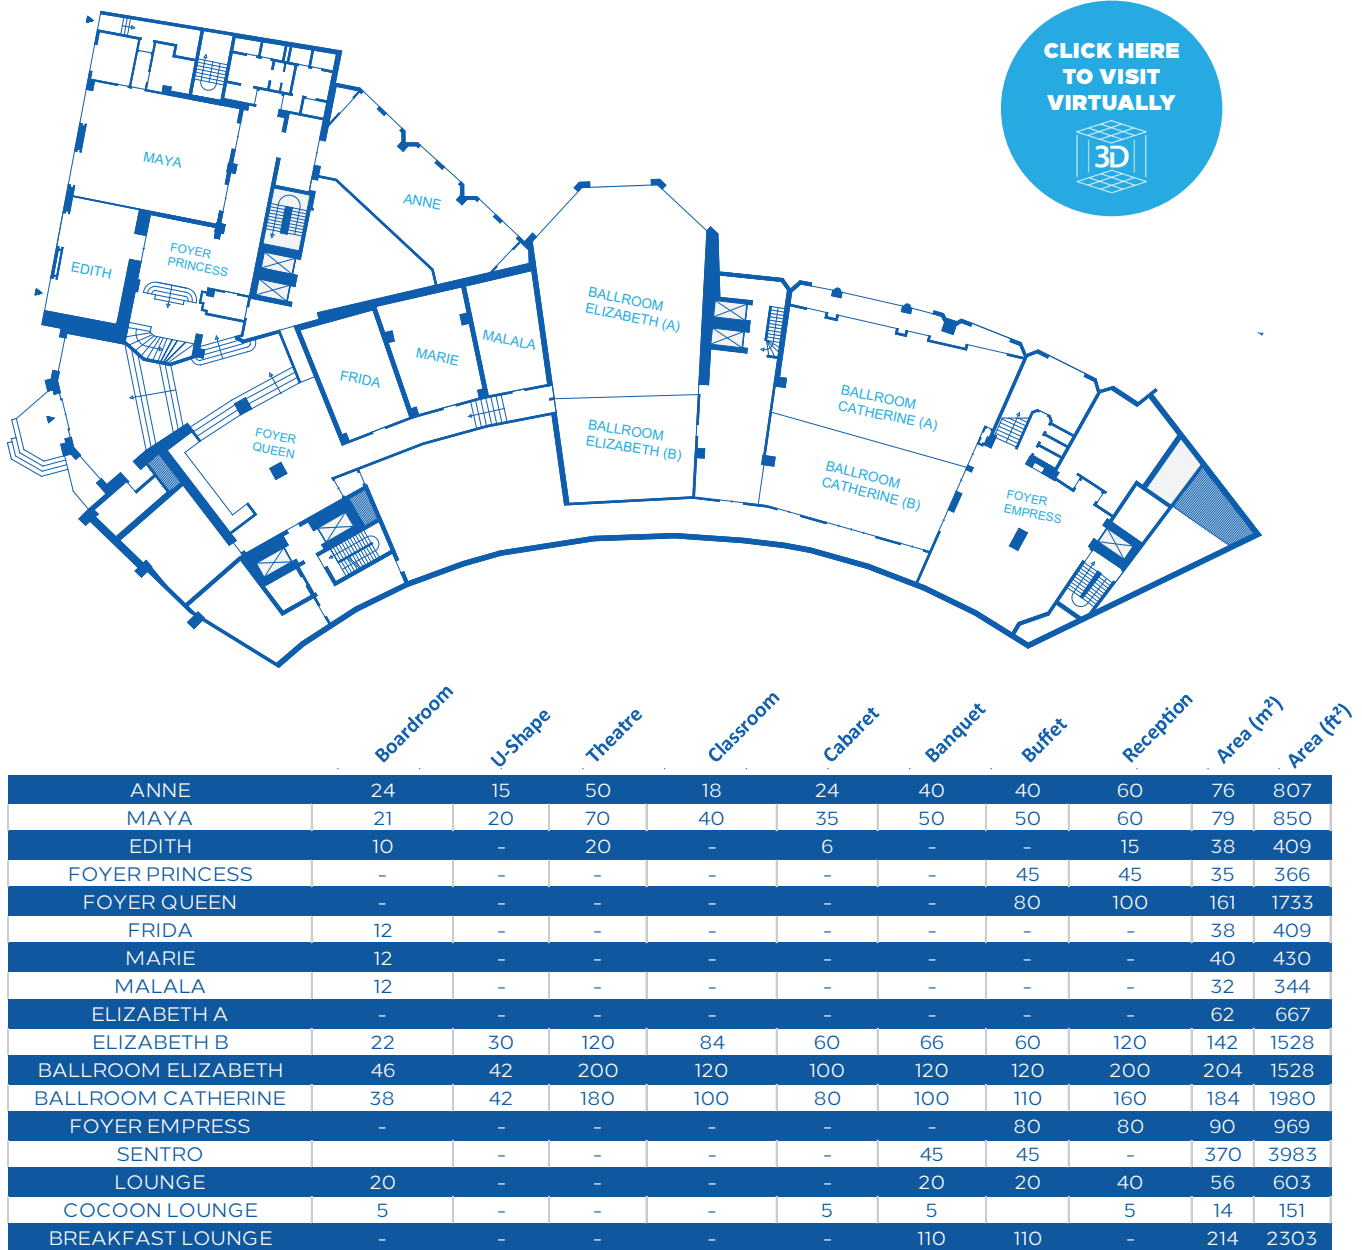 CLICK HERE
TO VISIT
VIRTUALLY
3D
MAYA
ANNE
EDITH
FOYER
PRINCESS
BALLROOM
ELIZABETH (A)
MALALA
MARIE
FRIDA
BALLROOM
CATHERINE (A)
FOYER
QUEEN
BALLROOM
ELIZABETH (B)
BALLROOM
CATHERINE (B)
FOYER
EMPRESS
Boardroom U-Shape Theatre Classroom Cabaret Banquet Buffet Reception Area (m²) Area (ft²)
ANNE 24 15 50 18 24 40 40 60 76 807
MAYA 21 20 70 40 35 50 50 60 79 850
EDITH 10 - 20 - 6 - - 15 38 409
FOYER PRINCESS - - - - - - 45 45 35 366
FOYER QUEEN - - - - - - 80 100 161 1733
FRIDA 12 - - - - - - - 38 409
MARIE 12 - - - - - - - 40 430
MALALA 12 - - - - - - - 32 344
ELIZABETH A - - - - - - - - 62 667
ELIZABETH B 22 30 120 84 60 66 60 120 142 1528
BALLROOM ELIZABETH 46 42 200 120 100 120 120 200 204 1528
BALLROOM CATHERINE 38 42 180 100 80 100 110 160 184 1980
FOYER EMPRESS - - - - - - 80 80 90 969
SENTRO - - - - 45 45 - 370 3983
LOUNGE 20 - - - - 20 20 40 56 603
COCOON LOUNGE 5 - - - 5 5 5 14 151
BREAKFAST LOUNGE - - - - - 110 110 - 214 2303